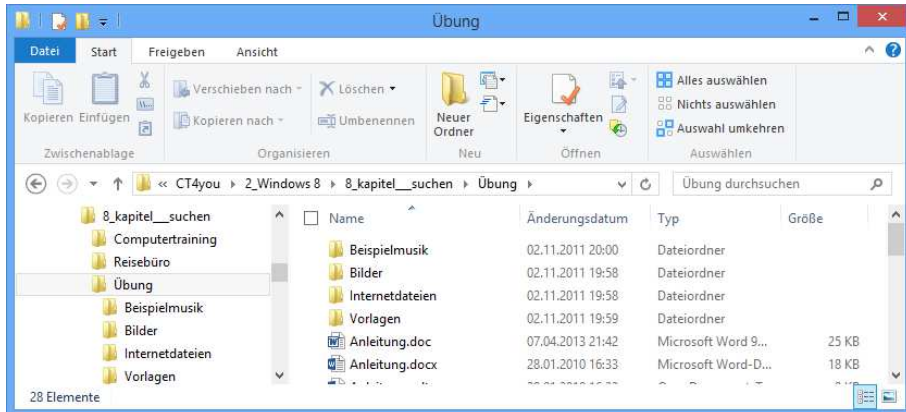 Übung
Datei Start Freigeben Ansicht
Kopieren Einfügen
Verschieben nach
Kopieren nach
Löschen
Umbenennen
Neuer Ordner
Eigenschaften
Alles auswählen
Nichts auswählen
Auswahl umkehren
Zwischenablage Organisieren Neu Öffnen Auswählen
« CT4you 2_Windows 8 8_kapitel__suchen Übung Übung durchsuchen
8_kapitel__suchen
Computertraining
Reisebüro
Übung
Beispielmusik
Bilder
Internetdateien
Vorlagen
Name Änderungsdatum Typ Größe
Beispielmusik 02.11.2011 20:00 Dateiordner
Bilder 02.11.2011 19:58 Dateiordner
Internetdateien 02.11.2011 19:58 Dateiordner
Vorlagen 02.11.2011 19:59 Dateiordner
Anleitung.doc 07.04.2013 21:42 Microsoft Word 9... 25 KB
Anleitung.docx 28.01.2010 16:33 Microsoft Word-D... 18 KB
28 Elemente